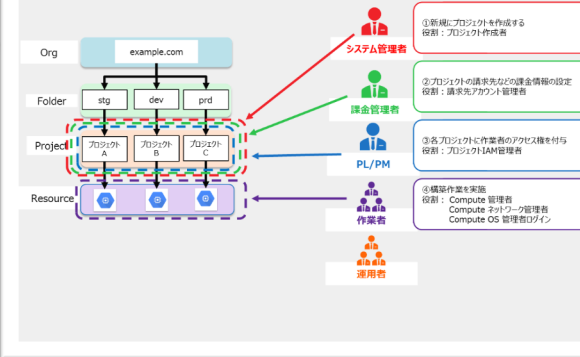 Org
example.com
Folder
stg
dev
prd
Project
プロジェクト
A
プロジェクト
B
プロジェクト
C
Resource
システム管理者
①新規にプロジェクトを作成する
役割：プロジェクト作成者
課金管理者
②プロジェクトの請求先などの課金情報の設定
役割：請求先アカウント管理者
PL/PM
③各プロジェクトに作業者のアクセス権を付与
役割：プロジェクトIAM管理者
作業者
④構築作業を実施
役割： Compute 管理者
Compute ネットワーク管理者
Compute OS 管理者ログイン
運用者